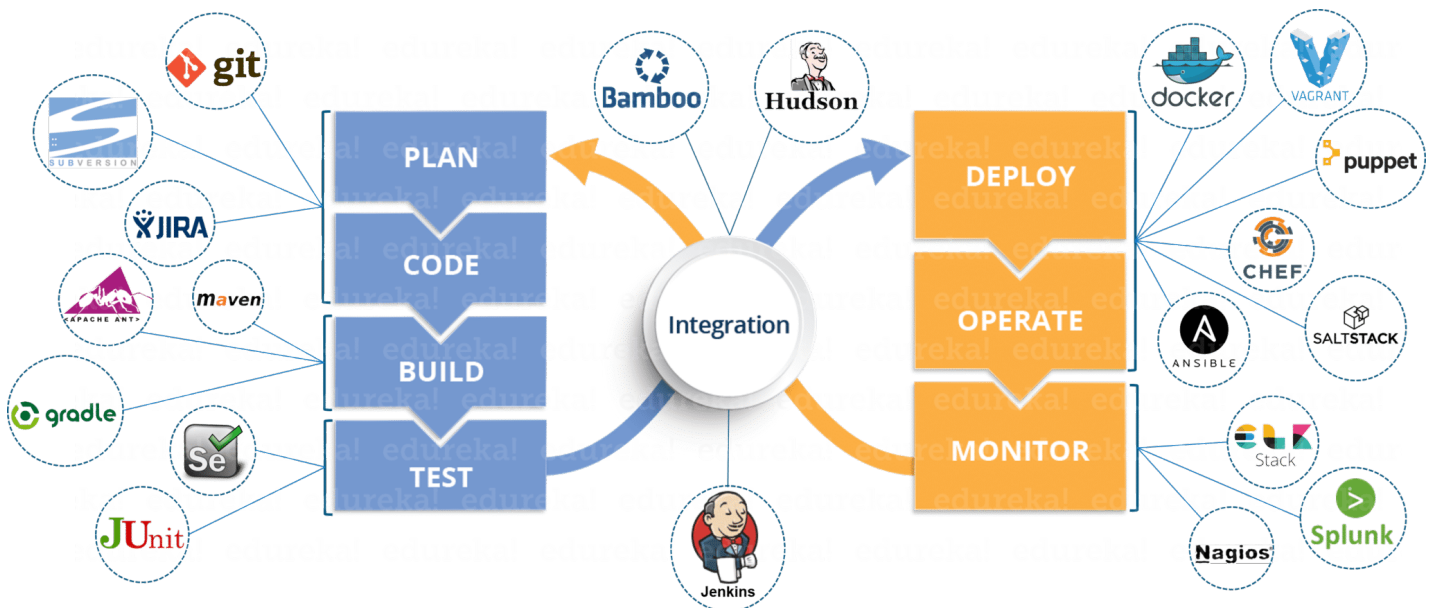 git
SUBVERSION
JIRA
<APACHE ANT>
maven
gradle
Se
JUnit
PLAN
CODE
BUILD
TEST
Bamboo
Hudson
Integration
Jenkins
DEPLOY
OPERATE
MONITOR
docker
VAGRANT
puppet
CHEF
ANSIBLE
SALTSTACK
ELK
Stack
Splunk
Nagios®
edureka!